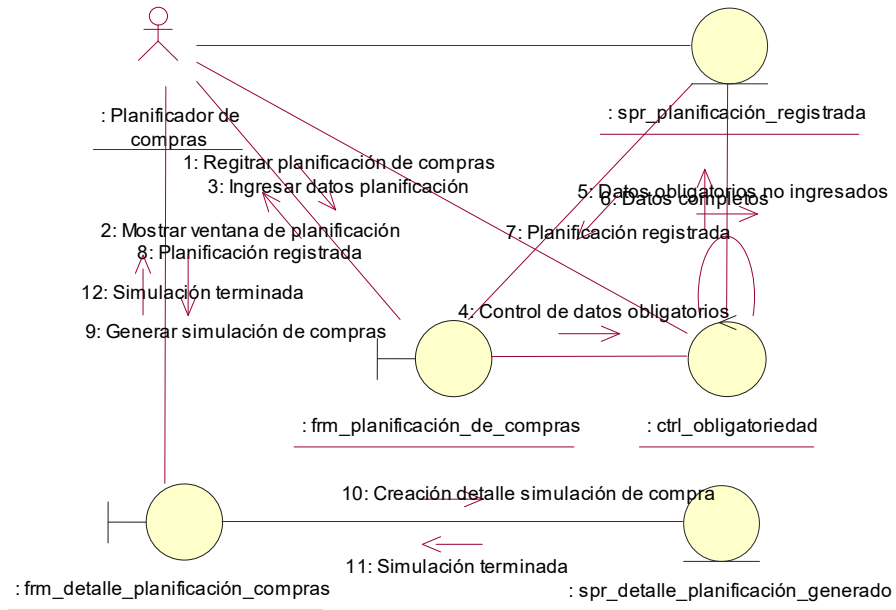 : Planificador de
compras
: spr_planificación_registrada
1: Regitrar planificación de compras
3: Ingresar datos planificación
5: Datos obligatorios no ingresados
6: Datos completos
2: Mostrar ventana de planificación
7: Planificación registrada
8: Planificación registrada
12: Simulación terminada
4: Control de datos obligatorios
9: Generar simulación de compras
: frm_planificación_de_compras
: ctrl_obligatoriedad
10: Creación detalle simulación de compra
11: Simulación terminada
: frm_detalle_planificación_compras
: spr_detalle_planificación_generado